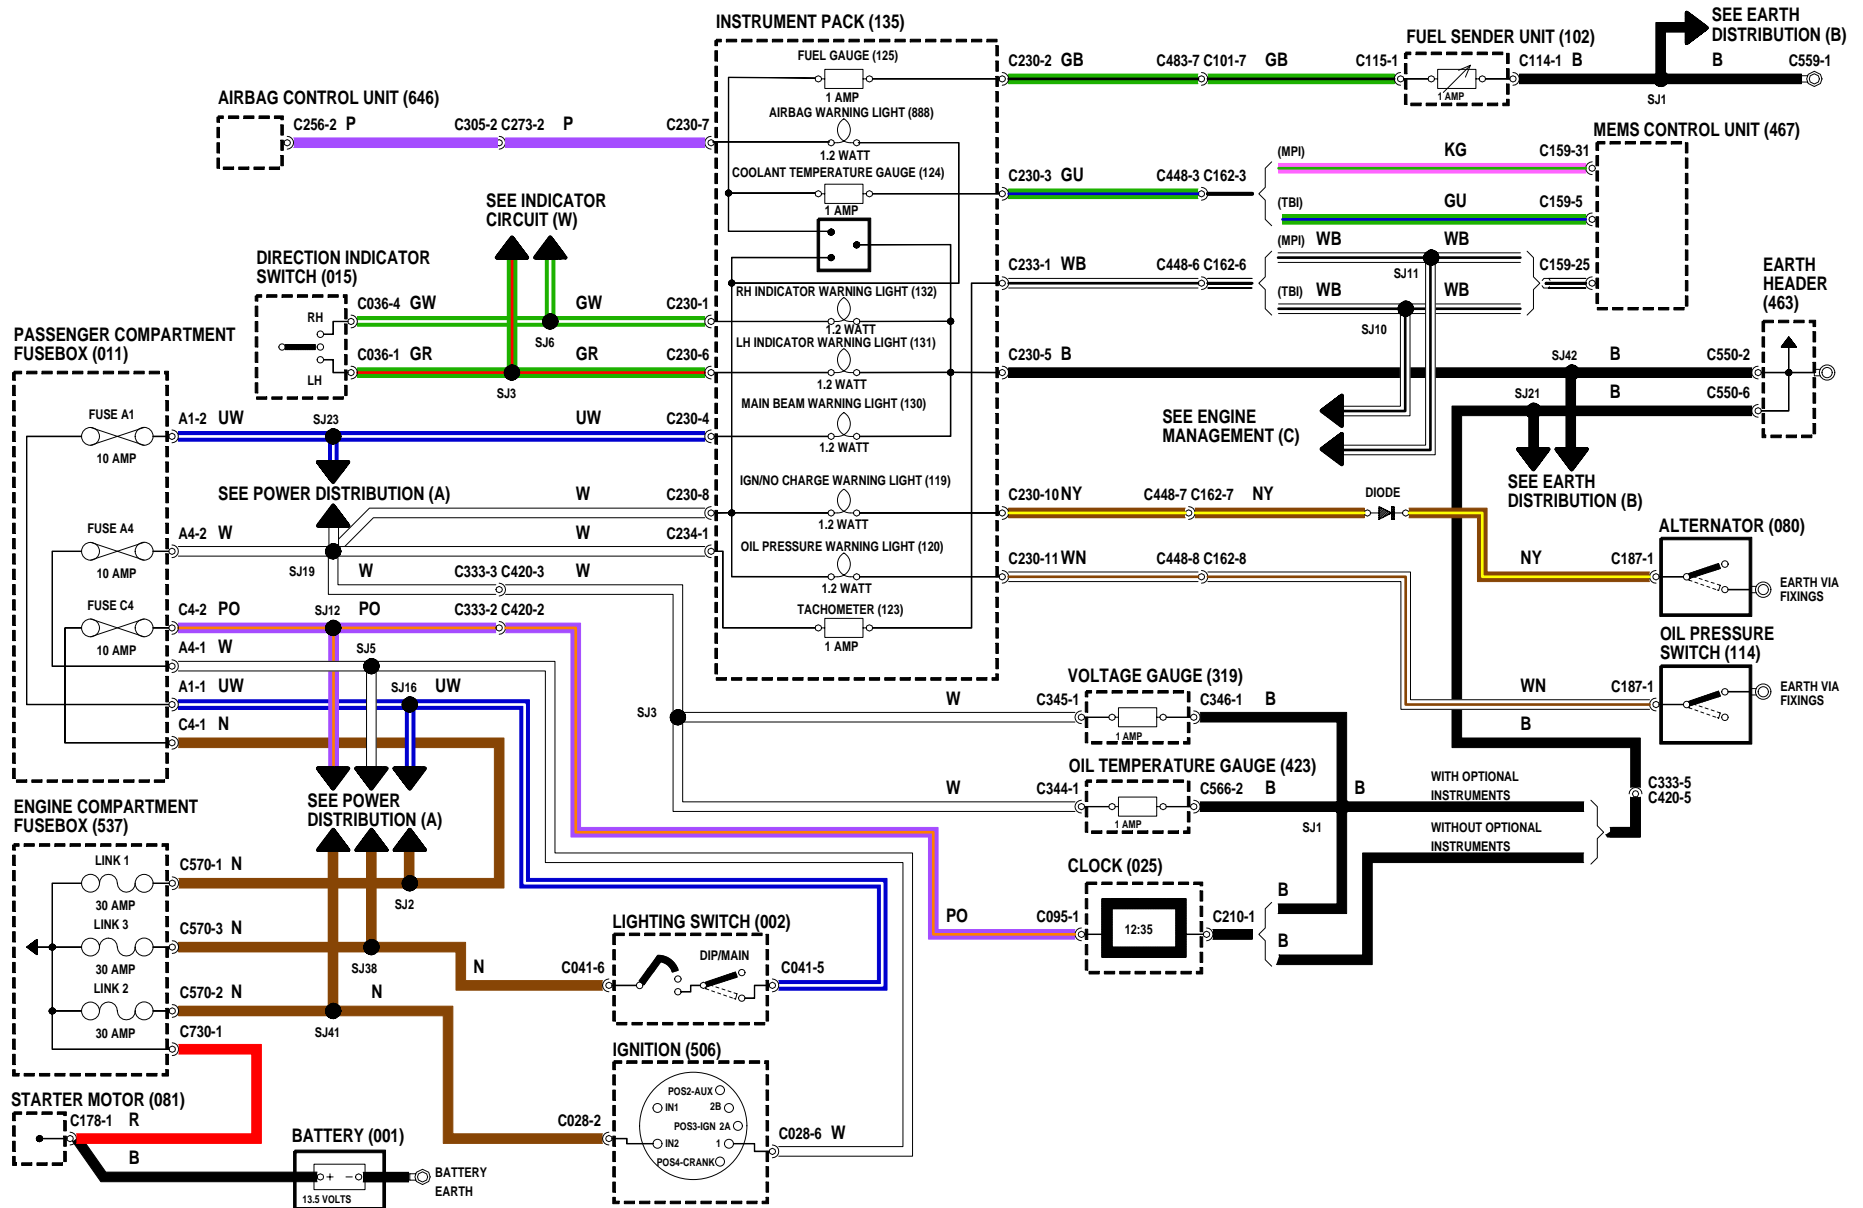 INSTRUMENT PACK (135)
FUEL GAUGE (125)
1 AMP
AIRBAG WARNING LIGHT (888)
1.2 WATT
COOLANT TEMPERATURE GAUGE (124)
1 AMP
RH INDICATOR WARNING LIGHT (132)
1.2 WATT
LH INDICATOR WARNING LIGHT (131)
1.2 WATT
MAIN BEAM WARNING LIGHT (130)
1.2 WATT
IGN/NO CHARGE WARNING LIGHT (119)
1.2 WATT
OIL PRESSURE WARNING LIGHT (120)
1.2 WATT
TACHOMETER (123)
1 AMP
AIRBAG CONTROL UNIT (646)
C256-2 P C305-2 C273-2 P C230-7
SEE INDICATOR
CIRCUIT (W)
DIRECTION INDICATOR
SWITCH (015)
RH
LH
C036-4 GW GW C230-1
SJ6
C036-1 GR GR C230-6
SJ3
PASSENGER COMPARTMENT
FUSEBOX (011)
FUSE A1
10 AMP
FUSE A4
10 AMP
FUSE C4
10 AMP
A1-2 UW SJ23 UW C230-4
SEE POWER DISTRIBUTION (A)
W C230-8
A4-2 W W C234-1
SJ19 W C333-3 C420-3 W
C4-2 PO SJ12 PO C333-2 C420-2
A4-1 W SJ5
A1-1 UW SJ16 UW
C4-1 N
SEE POWER
DISTRIBUTION (A)
ENGINE COMPARTMENT
FUSEBOX (537)
LINK 1
30 AMP
LINK 3
30 AMP
LINK 2
30 AMP
C570-1 N
SJ2
C570-3 N
SJ38
N C041-6
C570-2 N N
SJ41
C730-1
STARTER MOTOR (081)
C178-1 R
B
BATTERY (001)
13.5 VOLTS
+ −
BATTERY
EARTH
LIGHTING SWITCH (002)
DIP/MAIN
C041-5
IGNITION (506)
POS2-AUX
IN1 2B
POS3-IGN 2A
IN2 1
POS4-CRANK
C028-2
C028-6 W
C230-2 GB C483-7 C101-7 GB C115-1
FUEL SENDER UNIT (102)
1 AMP
C114-1 B B C559-1
SJ1
SEE EARTH
DISTRIBUTION (B)
MEMS CONTROL UNIT (467)
C230-3 GU C448-3 C162-3
(MPI) KG C159-31
(TBI) GU C159-5
C233-1 WB C448-6 C162-6
(MPI) WB WB
SJ11
(TBI) WB WB
SJ10
C159-25
EARTH
HEADER
(463)
C230-5 B
SJ42 B C550-2
SJ21 B C550-6
SEE ENGINE
MANAGEMENT (C)
SEE EARTH
DISTRIBUTION (B)
C230-10 NY C448-7 C162-7 NY DIODE
NY C187-1
ALTERNATOR (080)
EARTH VIA
FIXINGS
C230-11 WN C448-8 C162-8
WN C187-1
OIL PRESSURE
SWITCH (114)
EARTH VIA
FIXINGS
B
C333-5
C420-5
SJ3
VOLTAGE GAUGE (319)
W C345-1
1 AMP
C346-1 B
OIL TEMPERATURE GAUGE (423)
W C344-1
1 AMP
C566-2 B B
SJ1
WITH OPTIONAL
INSTRUMENTS
WITHOUT OPTIONAL
INSTRUMENTS
CLOCK (025)
PO C095-1
12:35
C210-1
B
B